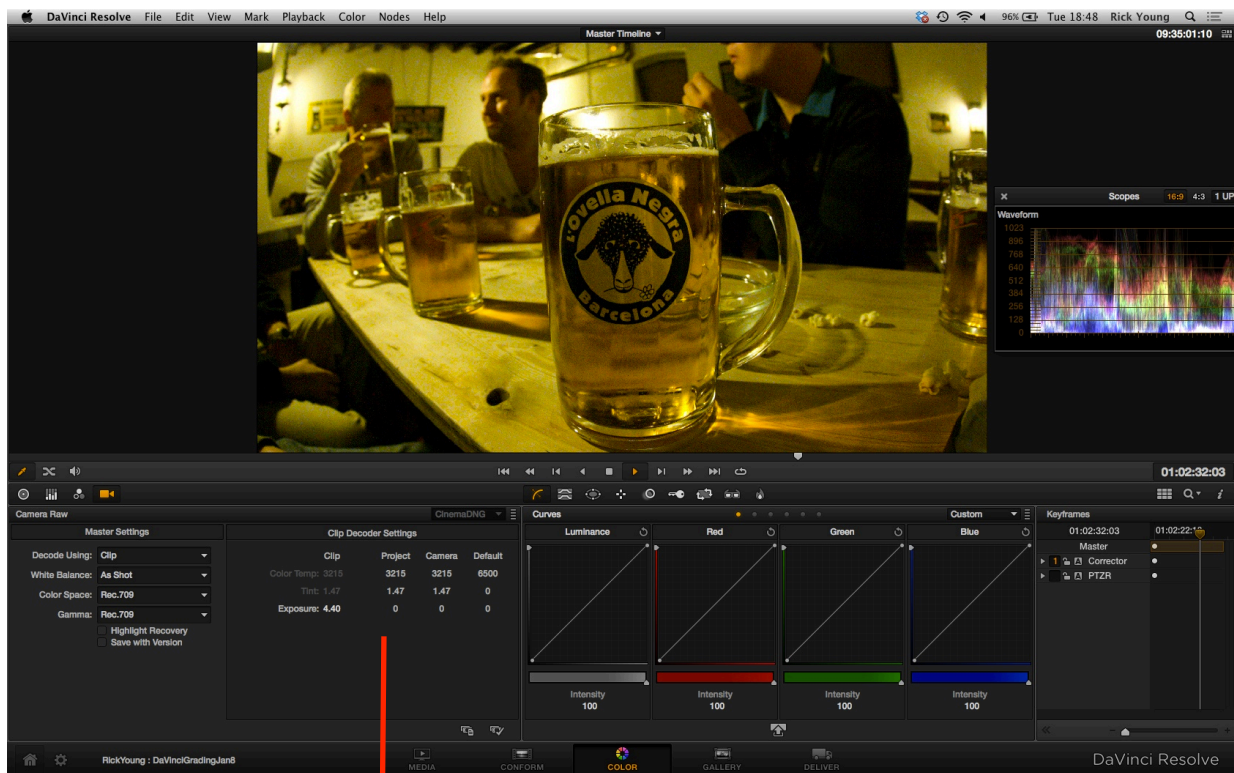 DaVinci Resolve File Edit View Mark Playback Color Nodes Help 96% Tue 18:48 Rick Young
Master Timeline 09:35:01:10
L'Ovella Negra
Barcelona
Scopes 16:9 4:3 1 UP
Waveform
1023
896
768
640
512
384
256
128
0
01:02:32:03
Camera Raw CinemaDNG
Master Settings
Decode Using: Clip
White Balance: As Shot
Color Space: Rec.709
Gamma: Rec.709
Highlight Recovery
Save with Version
Clip Decoder Settings
Clip Project Camera Default
Color Temp: 3215 3215 3215 6500
Tint: 1.47 1.47 1.47 0
Exposure: 4.40 0 0 0
Curves Custom
Luminance Red Green Blue
Intensity Intensity Intensity Intensity
100 100 100 100
Keyframes
01:02:32:03
Master
1 Corrector
PTZR
RickYoung : DaVinciGradingJan6
MEDIA CONFORM COLOR GALLERY DELIVER
DaVinci Resolve